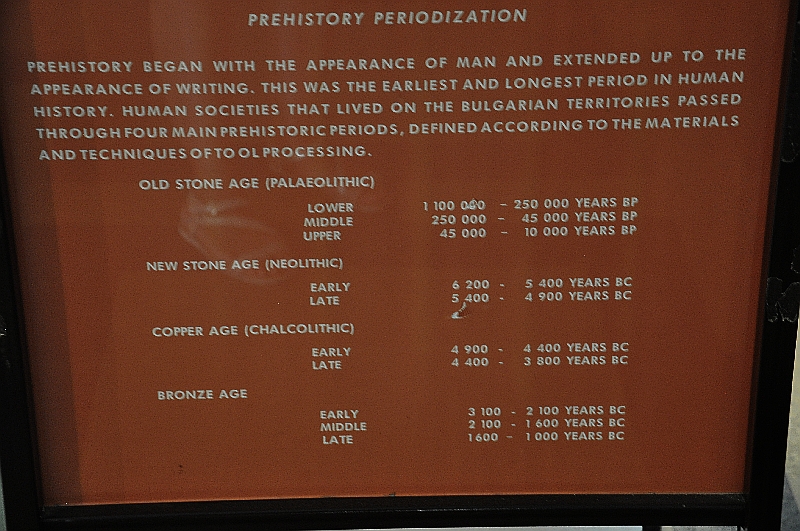 PREHISTORY PERIODIZATION
PREHISTORY BEGAN WITH THE APPEARANCE OF MAN AND EXTENDED UP TO THE
APPEARANCE OF WRITING. THIS WAS THE EARLIEST AND LONGEST PERIOD IN HUMAN
HISTORY. HUMAN SOCIETIES THAT LIVED ON THE BULGARIAN TERRITORIES PASSED
THROUGH FOUR MAIN PREHISTORIC PERIODS, DEFINED ACCORDING TO THE MATERIALS
AND TECHNIQUES OF TOOL PROCESSING.
OLD STONE AGE (PALAEOLITHIC)
LOWER 1 100 000 – 250 000 YEARS BP
MIDDLE 250 000 – 45 000 YEARS BP
UPPER 45 000 – 10 000 YEARS BP
NEW STONE AGE (NEOLITHIC)
EARLY 6 200 - 5 400 YEARS BC
LATE 5 400 - 4 900 YEARS BC
COPPER AGE (CHALCOLITHIC)
EARLY 4 900 - 4 400 YEARS BC
LATE 4 400 - 3 800 YEARS BC
BRONZE AGE
EARLY 3 100 - 2 100 YEARS BC
MIDDLE 2 100 - 1 600 YEARS BC
LATE 1600 – 1 000 YEARS BC